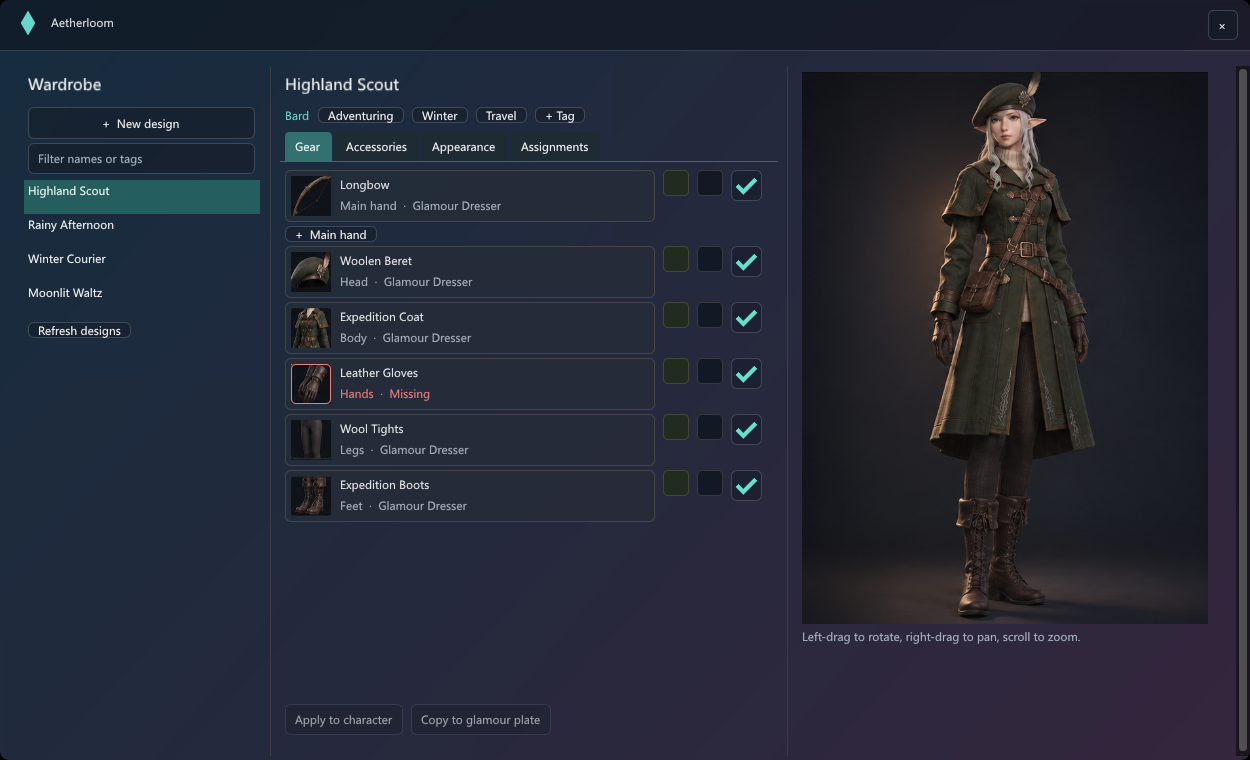 Aetherloom
×
Wardrobe
+ New design
Filter names or tags
Highland Scout
Rainy Afternoon
Winter Courier
Moonlit Waltz
Refresh designs
Highland Scout
Bard Adventuring Winter Travel + Tag
Gear Accessories Appearance Assignments
Longbow
Main hand · Glamour Dresser
+ Main hand
Woolen Beret
Head · Glamour Dresser
Expedition Coat
Body · Glamour Dresser
Leather Gloves
Hands · Missing
Wool Tights
Legs · Glamour Dresser
Expedition Boots
Feet · Glamour Dresser
Apply to character Copy to glamour plate
Left-drag to rotate, right-drag to pan, scroll to zoom.